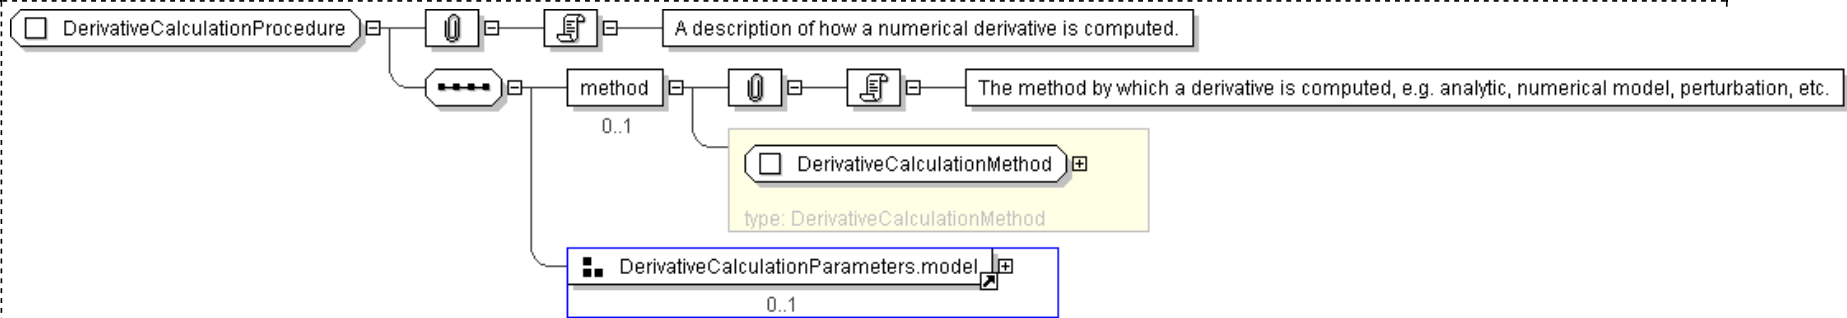 DerivativeCalculationProcedure
A description of how a numerical derivative is computed.
method
The method by which a derivative is computed, e.g. analytic, numerical model, perturbation, etc.
0..1
DerivativeCalculationMethod
type: DerivativeCalculationMethod
DerivativeCalculationParameters.model
0..1